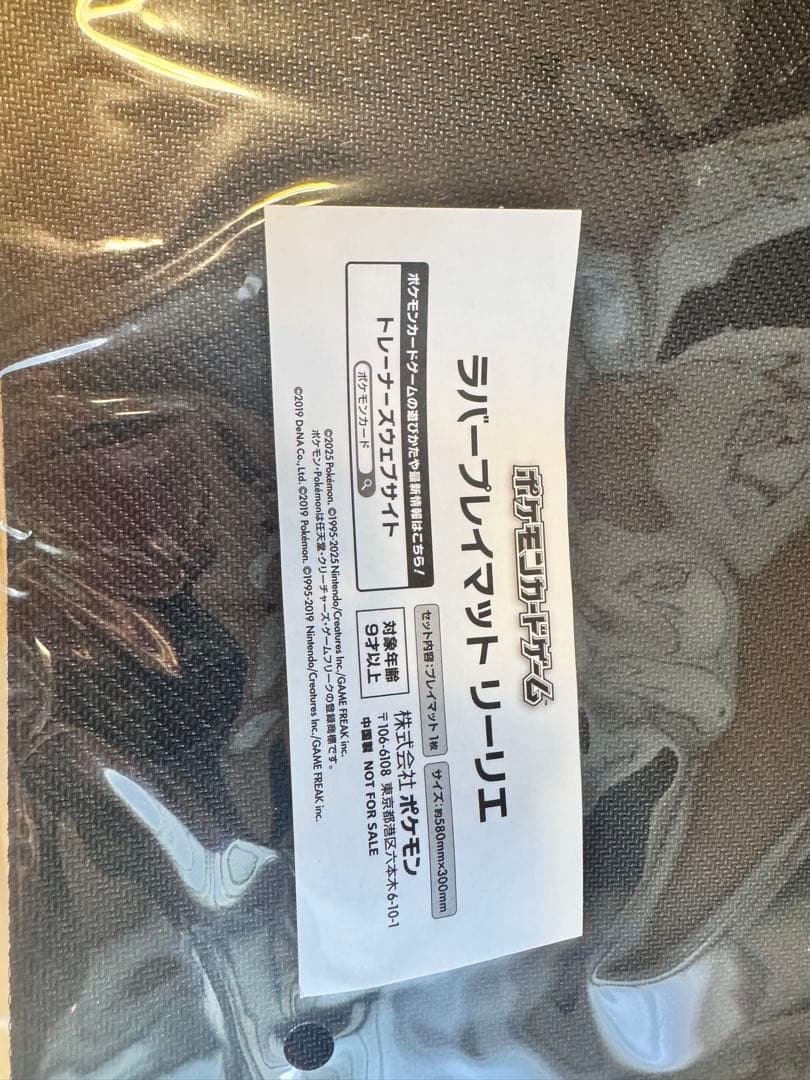 ポケモンカードゲーム
ラバープレイマット リーリエ
ポケモンカードゲームの遊びかたや最新情報はこちら!
トレーナーズウェブサイト
ポケモンカード
セット内容:プレイマット 1枚
サイズ:約580mm×300mm
対象年齢
9才以上
株式会社 ポケモン
〒106-6108 東京都港区六本木6-10-1
中国製 NOT FOR SALE
©2025 Pokémon. ©1995-2025 Nintendo/Creatures Inc./GAME FREAK inc.
ポケモン・Pokémonは任天堂・クリーチャーズ・ゲームフリークの登録商標です。
©2019 DeNA Co., Ltd. ©2019 Pokémon. ©1995-2019 Nintendo/Creatures Inc./GAME FREAK inc.